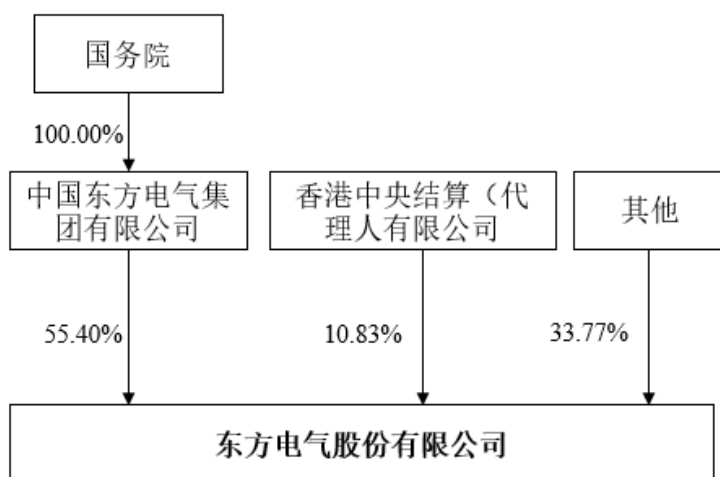 国务院
100.00%
中国东方电气集
团有限公司
香港中央结算（代
理人有限公司
其他
55.40%
10.83%
33.77%
东方电气股份有限公司